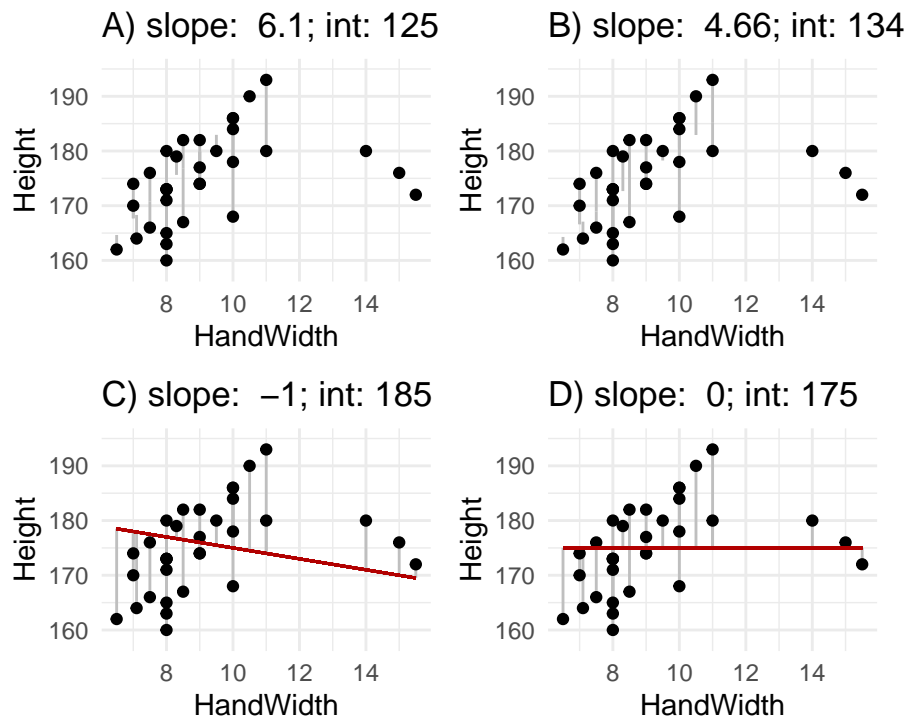 A) slope:  6.1; int: 125
B) slope:  4.66; int: 134
Height
190
180
170
160
8
10
12
14
HandWidth
Height
190
180
170
160
8
10
12
14
HandWidth
C) slope:  −1; int: 185
D) slope:  0; int: 175
Height
190
180
170
160
8
10
12
14
HandWidth
Height
190
180
170
160
8
10
12
14
HandWidth